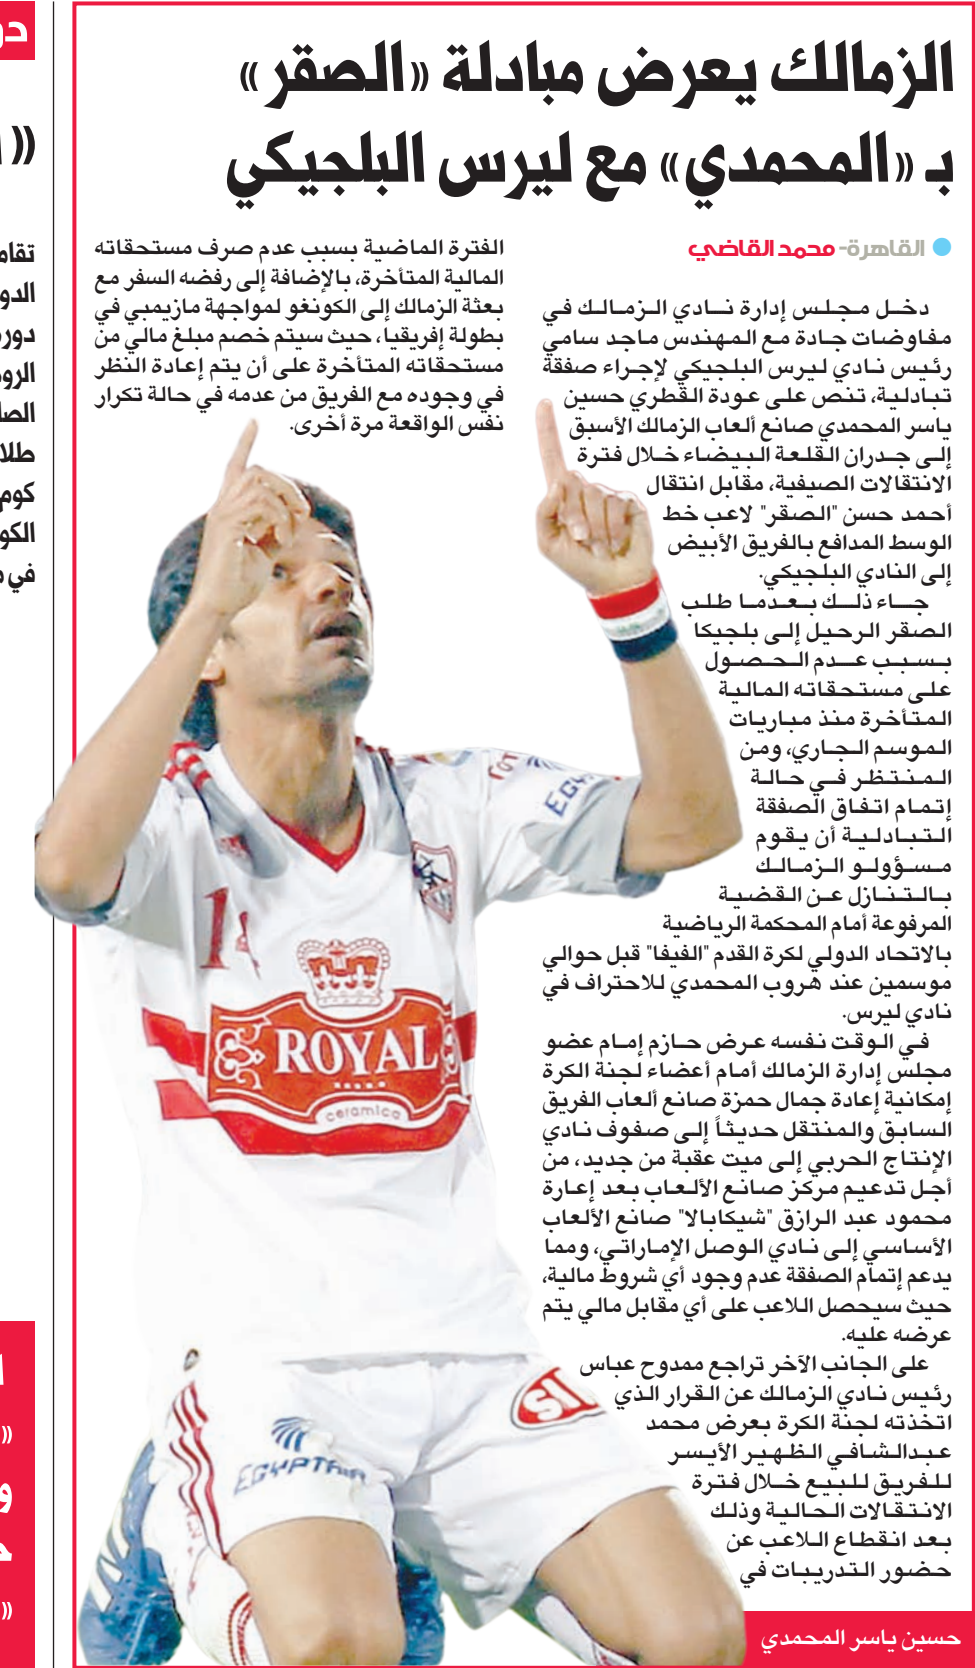 الزمالك يعرض مبادلة «الصقر»
بـ «المحمدي» مع ليرس البلجيكي
القاهرة- محمد القاضي
دخل مجلس إدارة نادي الزمالك في
مفاوضات جادة مع المهندس ماجد سامي
رئيس نادي ليرس البلجيكي لإجراء صفقة
تبادلية، تنص على عودة القطري حسين
ياسر المحمدي صانع ألعاب الزمالك الأسبق
إلى جدران القلعة البيضاء خلال فترة
الانتقالات الصيفية، مقابل انتقال
أحمد حسن "الصقر" لاعب خط
الوسط المدافع بالفريق الأبيض
إلى النادي البلجيكي.
جاء ذلك بعدما طلب
الصقر الرحيل إلى بلجيكا
بسبب عدم الحصول
على مستحقاته المالية
المتأخرة منذ مباريات
الموسم الجاري، ومن
المنتظر في حالة
إتمام اتفاق الصفقة
التبادلية أن يقوم
مسؤولو الزمالك
بالتنازل عن القضية
المرفوعة أمام المحكمة الرياضية
بالاتحاد الدولي لكرة القدم "الفيفا" قبل حوالي
موسمين عند هروب المحمدي للاحتراف في
نادي ليرس.
في الوقت نفسه عرض حازم إمام عضو
مجلس إدارة الزمالك أمام أعضاء لجنة الكرة
إمكانية إعادة جمال حمزة صانع ألعاب الفريق
السابق والمنتقل حديثاً إلى صفوف نادي
الإنتاج الحربي إلى ميت عقبة من جديد، من
أجل تدعيم مركز صانع الألعاب بعد إعارة
محمود عبد الرازق "شيكابالا" صانع الألعاب
الأساسي إلى نادي الوصل الإماراتي، ومما
يدعم إتمام الصفقة عدم وجود أي شروط مالية،
حيث سيحصل اللاعب على أي مقابل مالي يتم
عرضه عليه.
على الجانب الآخر تراجع ممدوح عباس
رئيس نادي الزمالك عن القرار الذي
اتخذته لجنة الكرة بعرض محمد
عبدالشافي الظهير الأيسر
للفريق للبيع خلال فترة
الانتقالات الحالية وذلك
بعد انقطاع اللاعب عن
حضور التدريبات في
الفترة الماضية بسبب عدم صرف مستحقاته
المالية المتأخرة، بالإضافة إلى رفضه السفر مع
بعثة الزمالك إلى الكونغو لمواجهة مازيمبي في
بطولة إفريقيا، حيث سيتم خصم مبلغ مالي من
مستحقاته المتأخرة على أن يتم إعادة النظر
في وجوده مع الفريق من عدمه في حالة تكرار
نفس الواقعة مرة أخرى.
ROYAL
ceramica
EGYPTAIR
حسين ياسر المحمدي